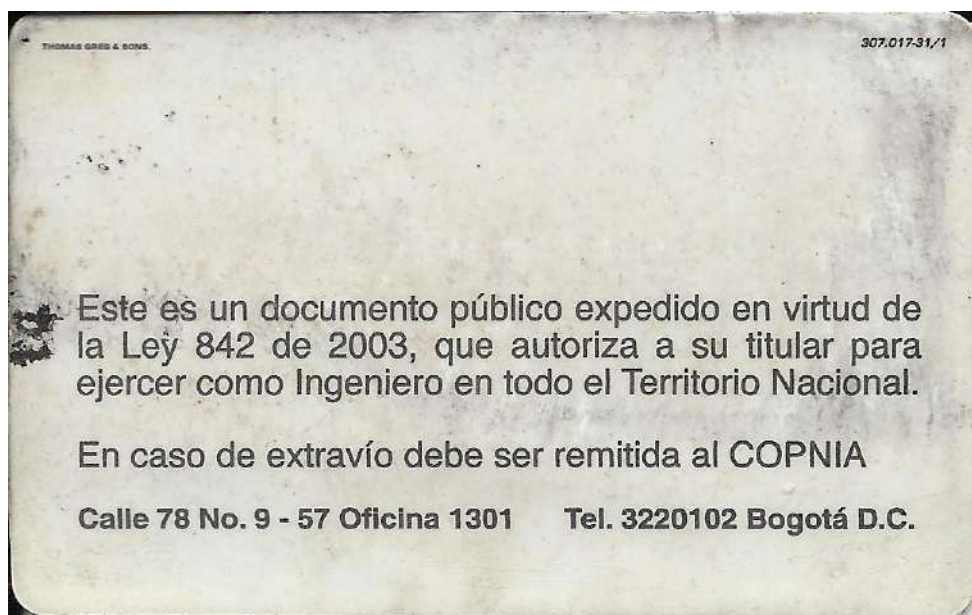 THOMAS GREG & SONS.
307.017-31/1
Este es un documento público expedido en virtud de
la Ley 842 de 2003, que autoriza a su titular para
ejercer como Ingeniero en todo el Territorio Nacional.
En caso de extravío debe ser remitida al COPNIA
Calle 78 No. 9 - 57 Oficina 1301 Tel. 3220102 Bogotá D.C.